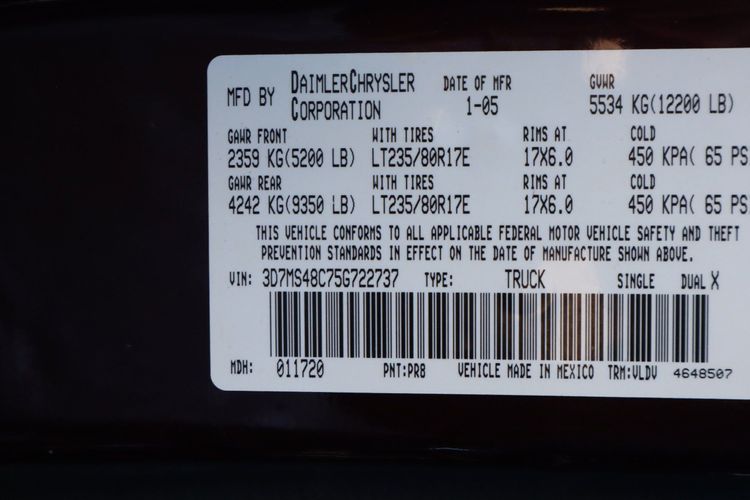 MFD BY DAIMLERCHRYSLER CORPORATION DATE OF MFR 1-05 GVWR 5534 KG(12200 LB)
GAWR FRONT WITH TIRES RIMS AT COLD
2359 KG(5200 LB) LT235/80R17E 17X6.0 450 KPA( 65 PS
GAWR REAR WITH TIRES RIMS AT COLD
4242 KG(9350 LB) LT235/80R17E 17X6.0 450 KPA( 65 PS
THIS VEHICLE CONFORMS TO ALL APPLICABLE FEDERAL MOTOR VEHICLE SAFETY AND THEFT
PREVENTION STANDARDS IN EFFECT ON THE DATE OF MANUFACTURE SHOWN ABOVE.
VIN: 3D7MS48C75G722737 TYPE: TRUCK SINGLE DUAL X
MDH: 011720 PNT:PR8 VEHICLE MADE IN MEXICO TRM:VLDV 4648507